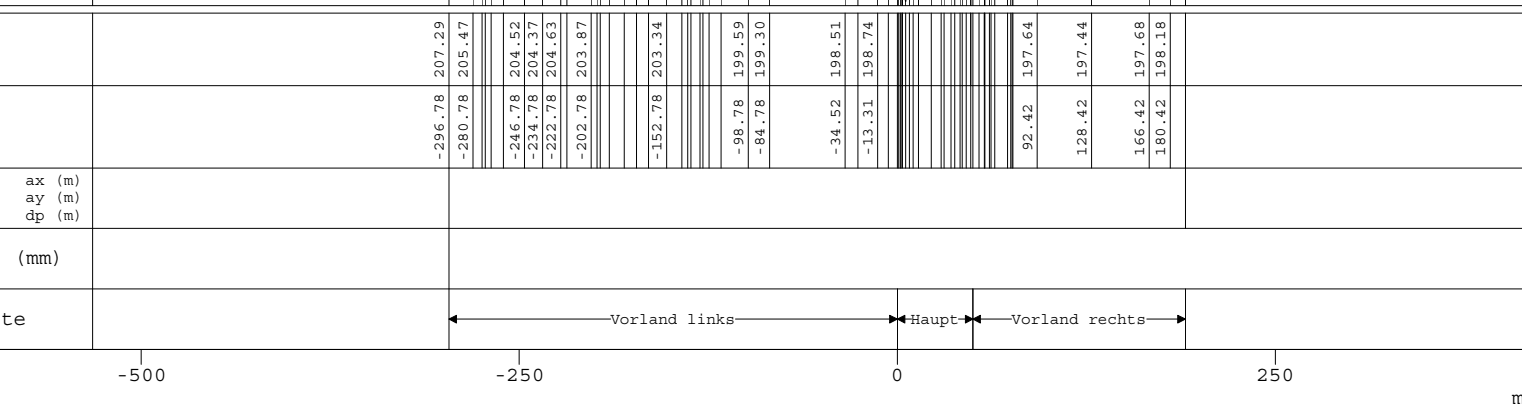 207.29 205.47 204.52 204.37 204.63 203.87 203.34 199.59 199.30 198.51 198.74 197.64 197.44 197.68 198.18
-296.78 -280.78 -246.78 -234.78 -222.78 -202.78 -152.78 -98.78 -84.78 -34.52 -13.31 92.42 128.42 166.42 180.42
ax (m)
ay (m)
dp (m)
(mm)
te Vorland links Haupt Vorland rechts
-500 -250 0 250
m